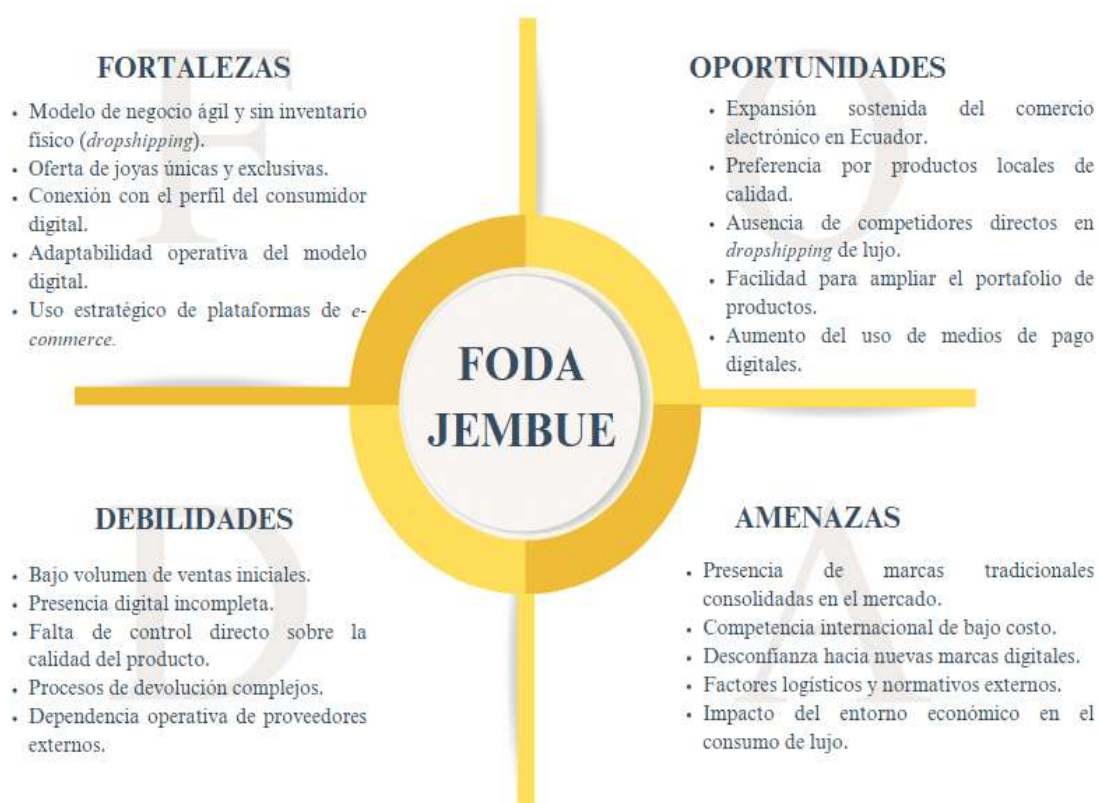 FORTALEZAS
• Modelo de negocio ágil y sin inventario
físico (dropshipping).
• Oferta de joyas únicas y exclusivas.
• Conexión con el perfil del consumidor
digital.
• Adaptabilidad operativa del modelo
digital.
• Uso estratégico de plataformas de e-
commerce.
OPORTUNIDADES
• Expansión sostenida del comercio
electrónico en Ecuador.
• Preferencia por productos locales de
calidad.
• Ausencia de competidores directos en
dropshipping de lujo.
• Facilidad para ampliar el portafolio de
productos.
• Aumento del uso de medios de pago
digitales.
FODA
JEMBUE
DEBILIDADES
• Bajo volumen de ventas iniciales.
• Presencia digital incompleta.
• Falta de control directo sobre la
calidad del producto.
• Procesos de devolución complejos.
• Dependencia operativa de proveedores
externos.
AMENAZAS
• Presencia de marcas tradicionales
consolidadas en el mercado.
• Competencia internacional de bajo costo.
• Desconfianza hacia nuevas marcas digitales.
• Factores logísticos y normativos externos.
• Impacto del entorno económico en el
consumo de lujo.
F
O
D
A